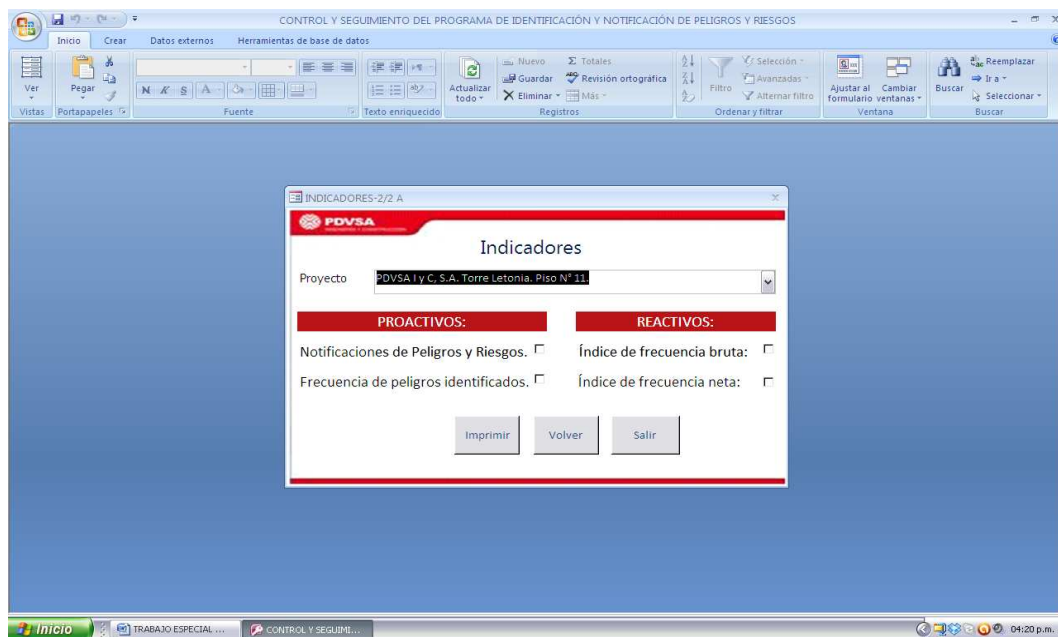 CONTROL Y SEGUIMIENTO DEL PROGRAMA DE IDENTIFICACIÓN Y NOTIFICACIÓN DE PELIGROS Y RIESGOS
Inicio Crear Datos externos Herramientas de base de datos
Ver
Pegar
N K S A
Actualizar todo
Nuevo
Guardar
Eliminar
Σ Totales
Revisión ortográfica
Más
Filtro
Selección
Avanzadas
Alternar filtro
Ajustar al formulario
Cambiar ventanas
Buscar
Reemplazar
Ir a
Seleccionar
Vistas Portapapeles Fuente Texto enriquecido Registros Ordenar y filtrar Ventana Buscar
INDICADORES-2/2 A
PDVSA
Indicadores
Proyecto PDVSA I y C, S.A. Torre Letonia. Piso N° 11.
PROACTIVOS: REACTIVOS:
Notificaciones de Peligros y Riesgos. Índice de frecuencia bruta:
Frecuencia de peligros identificados. Índice de frecuencia neta:
Imprimir Volver Salir
Inicio TRABAJO ESPECIAL ... CONTROL Y SEGUIMI... 04:20 p.m.